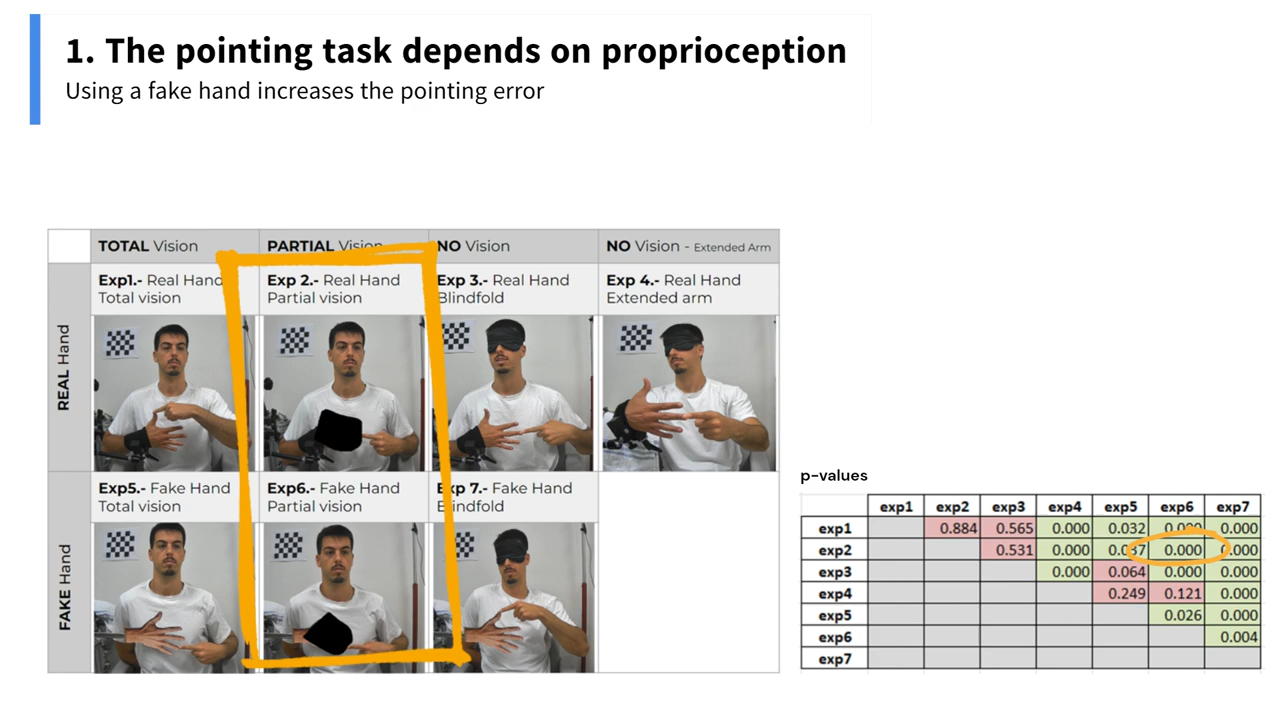 1. The pointing task depends on proprioception
Using a fake hand increases the pointing error
TOTAL Vision PARTIAL Vision NO Vision NO Vision - Extended Arm
REAL Hand
Exp1.- Real Hand
Total vision
Exp 2.- Real Hand
Partial vision
Exp 3.- Real Hand
Blindfold
Exp 4.- Real Hand
Extended arm
FAKE Hand
Exp5.- Fake Hand
Total vision
Exp6.- Fake Hand
Partial vision
Exp 7.- Fake Hand
Blindfold
p-values
exp1 exp2 exp3 exp4 exp5 exp6 exp7
exp1 0.884 0.565 0.000 0.032 0.000 0.000
exp2 0.531 0.000 0.037 0.000 0.000
exp3 0.000 0.064 0.000 0.000
exp4 0.249 0.121 0.000
exp5 0.026 0.000
exp6 0.004
exp7